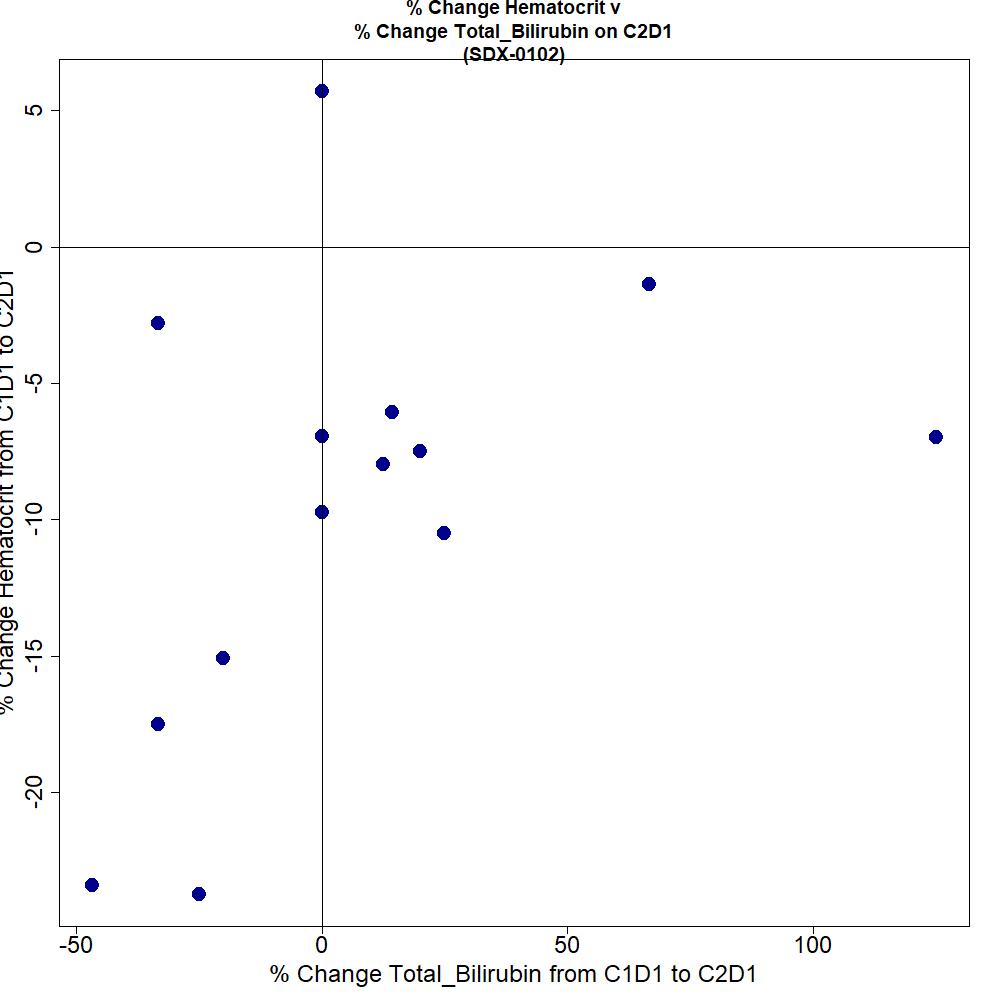 % Change Hematocrit v
% Change Total_Bilirubin on C2D1
(SDX-0102)
% Change Hematocrit from C1D1 to C2D1
5
0
-5
-10
-15
-20
-50
0
50
100
% Change Total_Bilirubin from C1D1 to C2D1